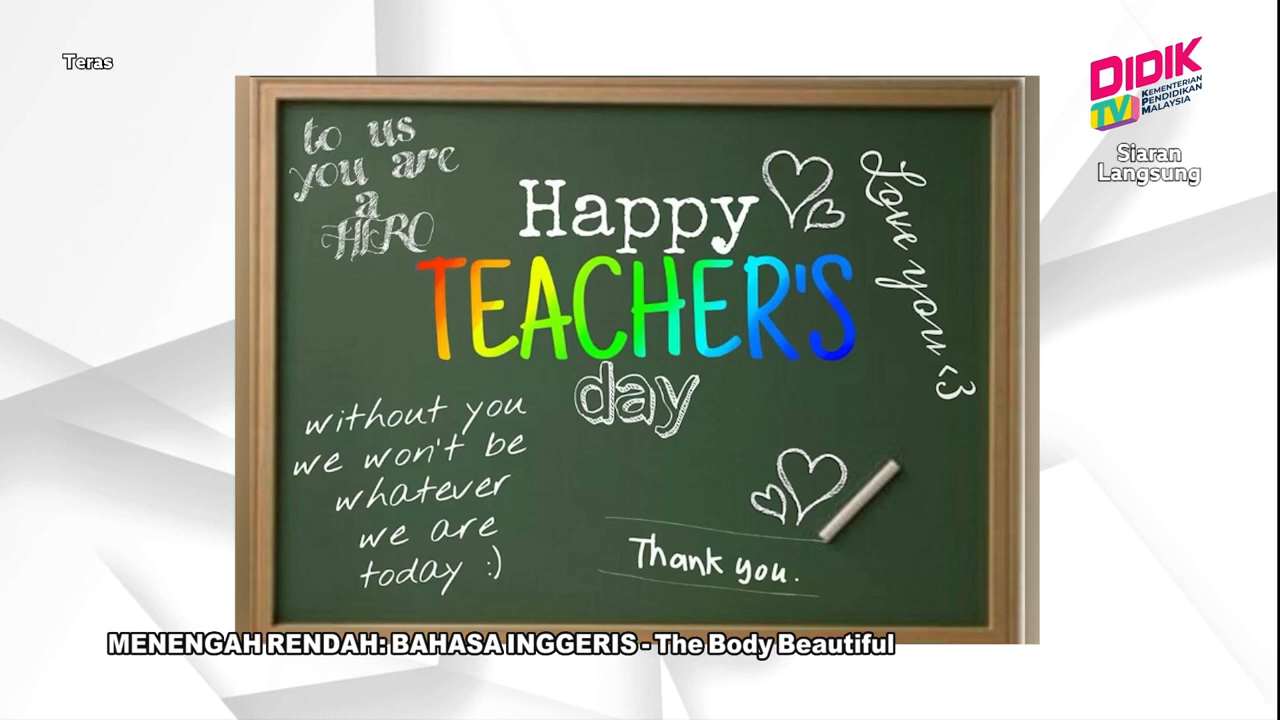 Teras
DIDIK
TV
KEMENTERIAN
PENDIDIKAN
MALAYSIA
Siaran
Langsung
to us
you are
a
HERO
Happy
TEACHER'S
day
Love you <3
without you
we won't be
whatever
we are
today :)
Thank you.
MENENGAH RENDAH: BAHASA INGGERIS - The Body Beautiful